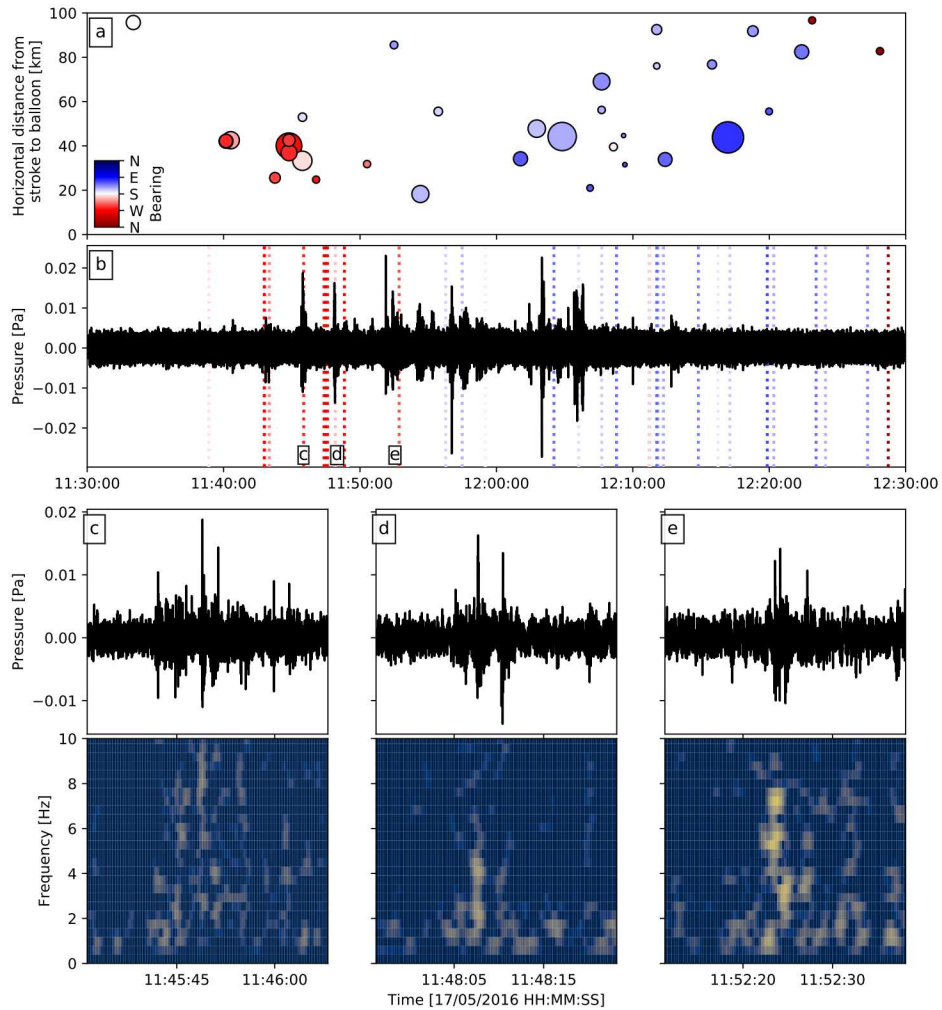 a
Horizontal distance from
stroke to balloon [km]
100
80
60
40
20
0
N
E
S
W
N
Bearing
b
Pressure [Pa]
0.02
0.01
0.00
−0.01
−0.02
c
d
e
11:30:00
11:40:00
11:50:00
12:00:00
12:10:00
12:20:00
12:30:00
c
d
e
Pressure [Pa]
0.02
0.01
0.00
−0.01
Frequency [Hz]
10
8
6
4
2
0
11:45:45
11:46:00
11:48:05
11:48:15
11:52:20
11:52:30
Time [17/05/2016 HH:MM:SS]